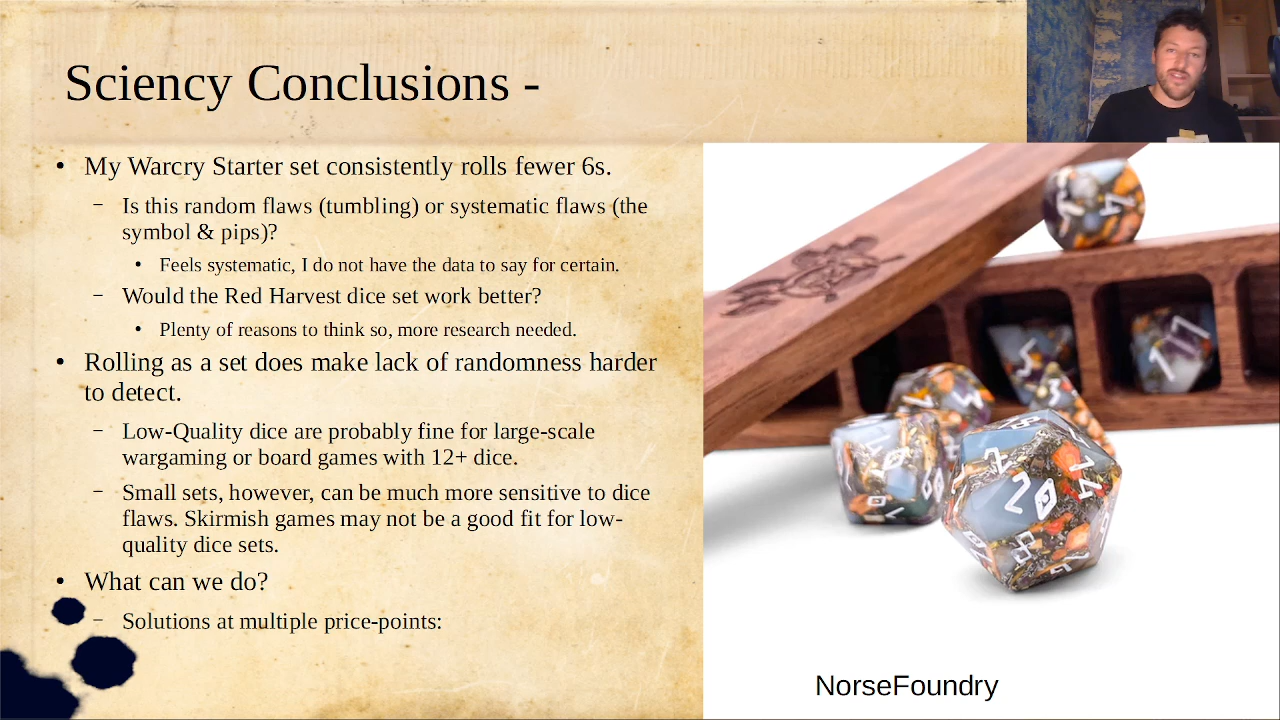 Sciency Conclusions -
• My Warcry Starter set consistently rolls fewer 6s.
– Is this random flaws (tumbling) or systematic flaws (the
symbol & pips)?
• Feels systematic, I do not have the data to say for certain.
– Would the Red Harvest dice set work better?
• Plenty of reasons to think so, more research needed.
• Rolling as a set does make lack of randomness harder
to detect.
– Low-Quality dice are probably fine for large-scale
wargaming or board games with 12+ dice.
– Small sets, however, can be much more sensitive to dice
flaws. Skirmish games may not be a good fit for low-
quality dice sets.
• What can we do?
– Solutions at multiple price-points:
NorseFoundry